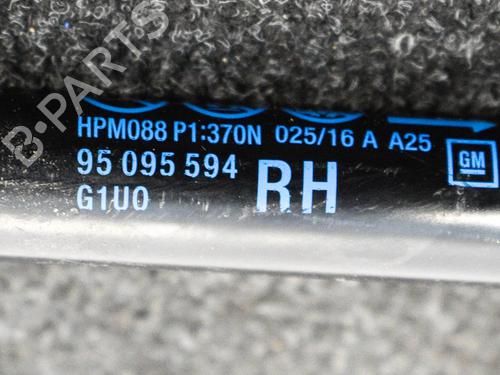 B-PARTS
HPM088 P1:370N 025/16 A A25
95 095 594 RH GM
G1U0